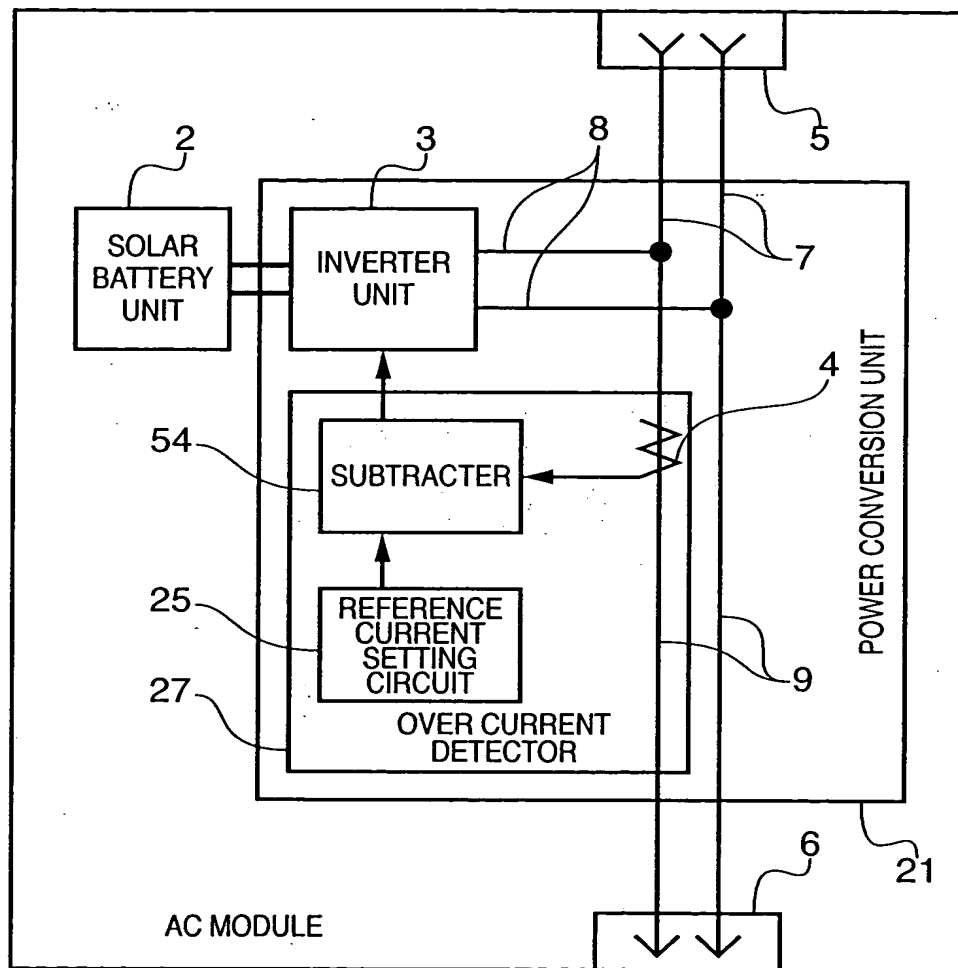 5
2
3
8
SOLAR
BATTERY
UNIT
INVERTER
UNIT
7
4
POWER CONVERSION UNIT
54
SUBTRACTER
25
REFERENCE
CURRENT
SETTING
CIRCUIT
9
27
OVER CURRENT
DETECTOR
21
6
AC MODULE